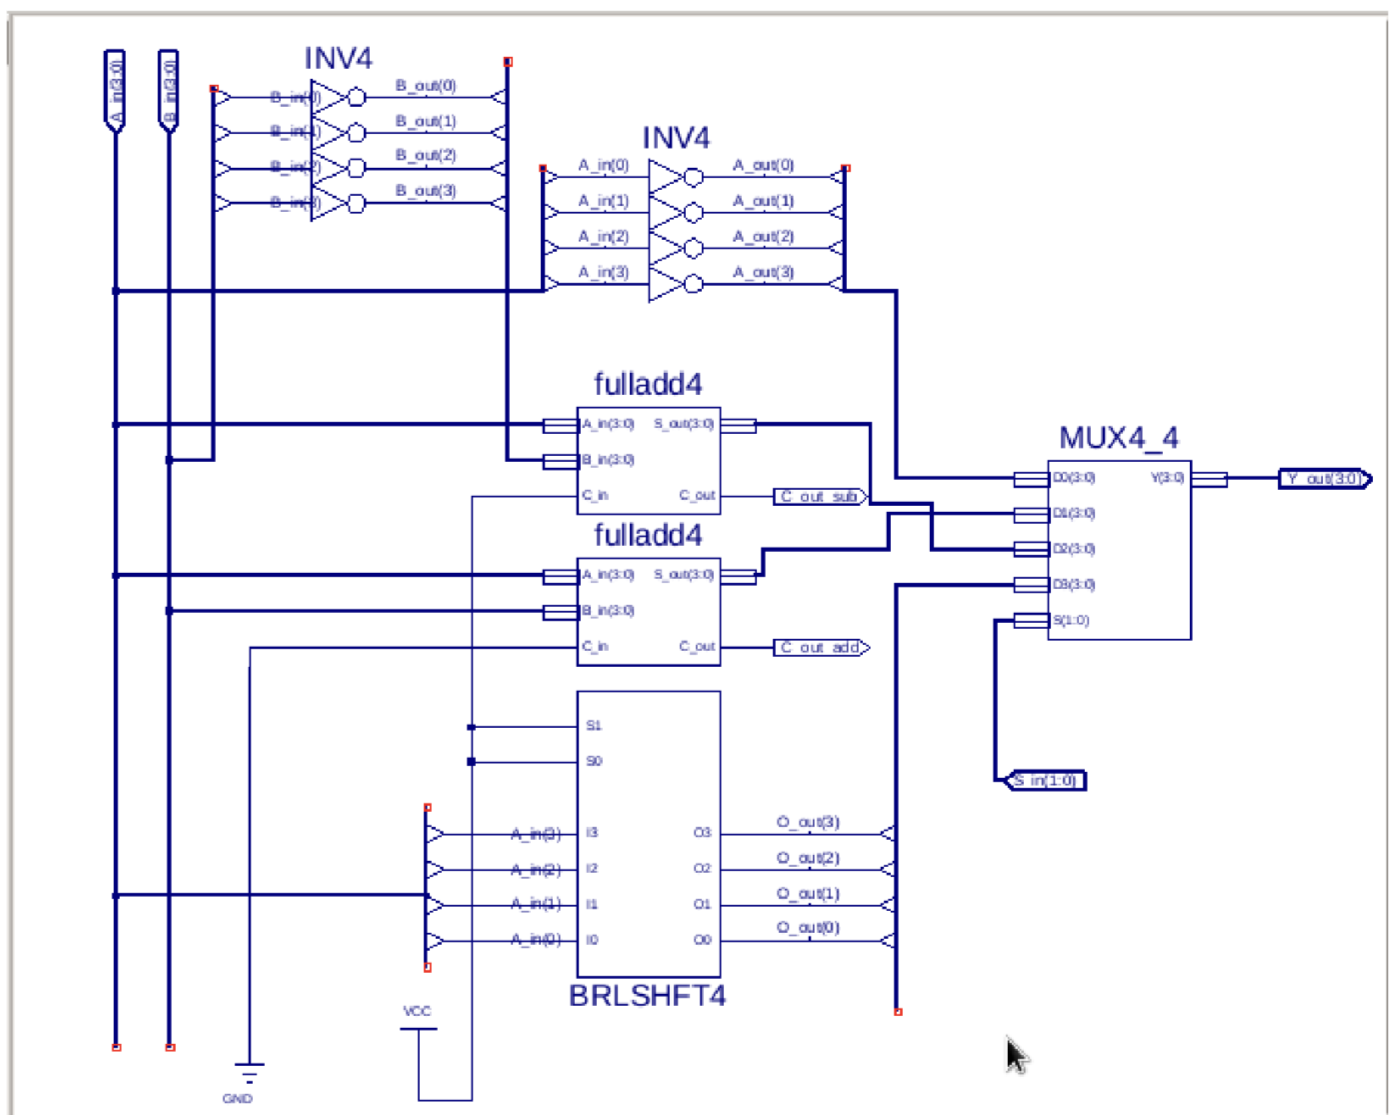 A_in(3:0)
B_in(3:0)
INV4
B_in(0)
B_out(0)
B_in(1)
B_out(1)
B_in(2)
B_out(2)
B_in(3)
B_out(3)
INV4
A_in(0)
A_out(0)
A_in(1)
A_out(1)
A_in(2)
A_out(2)
A_in(3)
A_out(3)
fulladd4
A_in(3:0)
S_out(3:0)
B_in(3:0)
C_in
C_out
C_out_sub
fulladd4
A_in(3:0)
S_out(3:0)
B_in(3:0)
C_in
C_out
C_out_add
MUX4_4
D0(3:0)
Y(3:0)
Y_out(3:0)
D1(3:0)
D2(3:0)
D3(3:0)
S(1:0)
S_in(1:0)
S1
S0
A_in(3)
I3
O3
O_out(3)
A_in(2)
I2
O2
O_out(2)
A_in(1)
I1
O1
O_out(1)
A_in(0)
I0
O0
O_out(0)
BRLSHFT4
VCC
GND